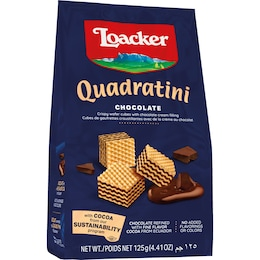 Loacker
Quadratini
CHOCOLATE
Crispy wafer cubes with chocolate cream filling
Cubes de gaufrettes croustillantes avec de la crème au chocolat
with COCOA
from our
SUSTAINABILITY
program
CHOCOLATE REFINED
WITH FINE FLAVOR
COCOA FROM ECUADOR
NO ADDED
FLAVORINGS
OR COLORS
NET WT./POIDS NET 125g (4.41OZ) ١٢٥ جم